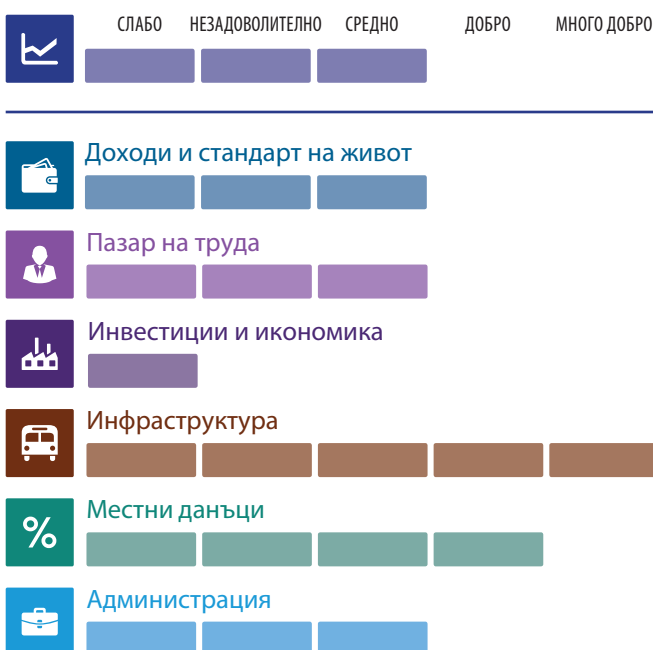 СЛАБО НЕЗАДОВОЛИТЕЛНО СРЕДНО ДОБРО МНОГО ДОБРО
Доходи и стандарт на живот
Пазар на труда
Инвестиции и икономика
Инфраструктура
Местни данъци
%
Администрация